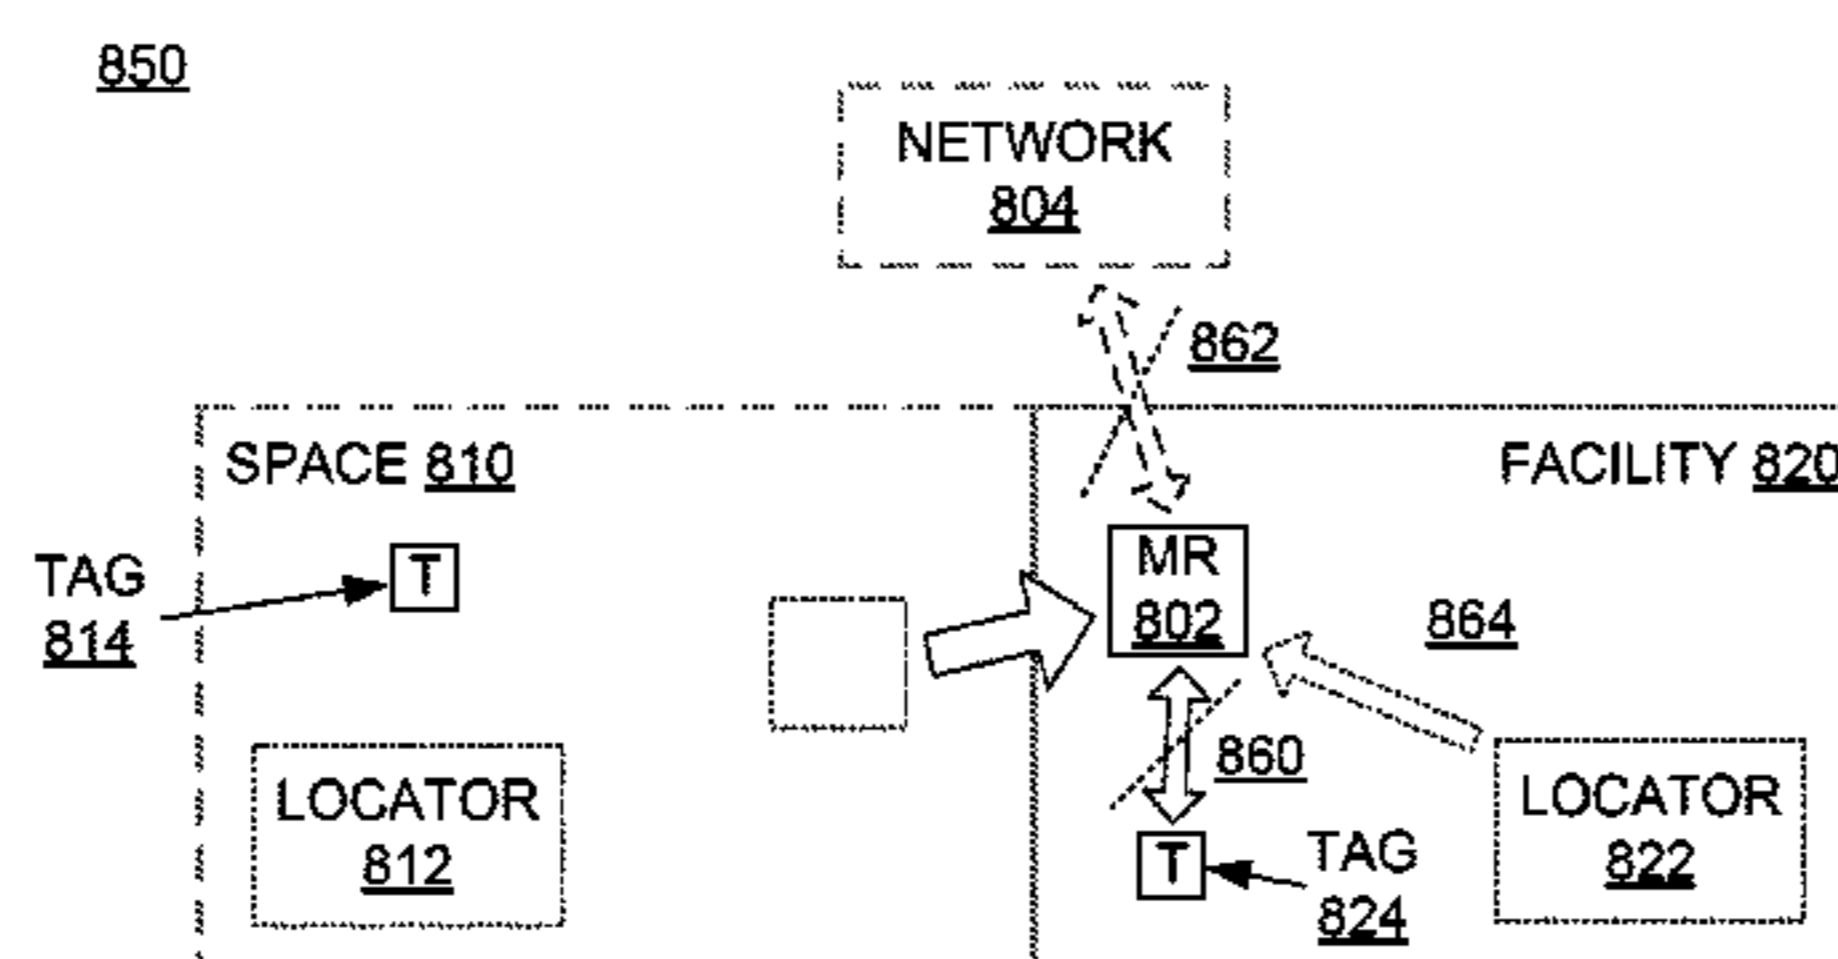 850
NETWORK
804
862
SPACE 810
FACILITY 820
TAG
814
T
MR
802
864
860
LOCATOR
812
T
TAG
824
LOCATOR
822